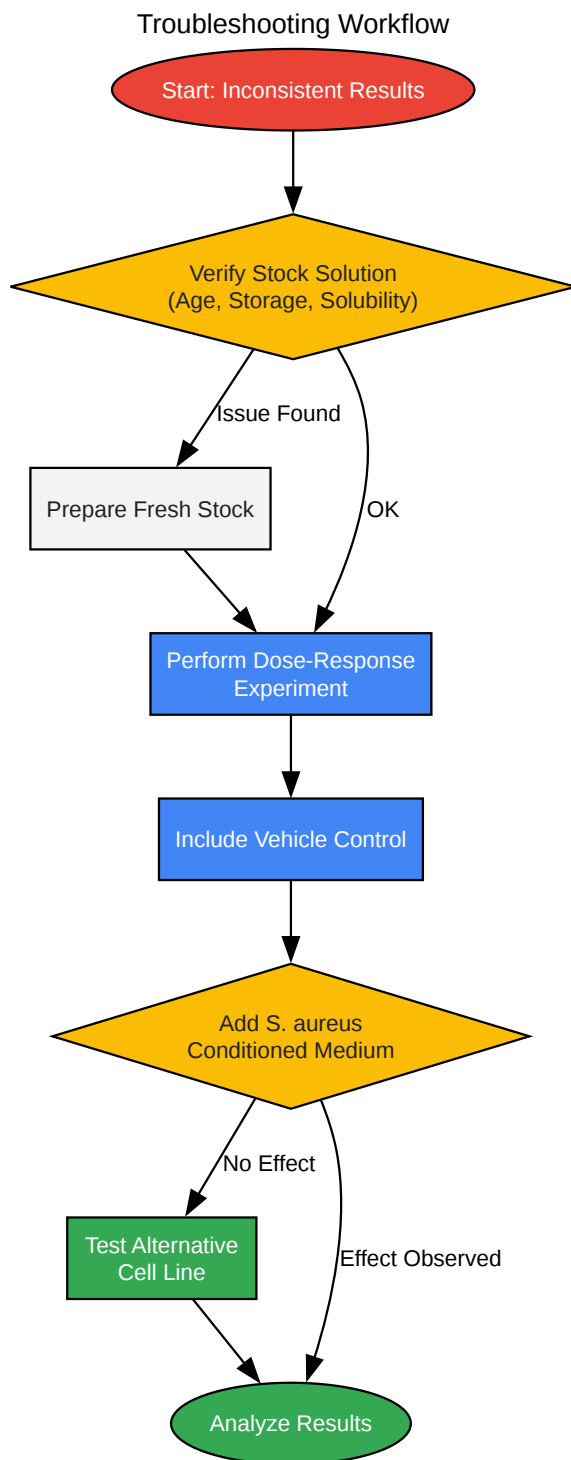 Troubleshooting Workflow
Start: Inconsistent Results
Verify Stock Solution
(Age, Storage, Solubility)
Issue Found
Prepare Fresh Stock
OK
Perform Dose-Response
Experiment
Include Vehicle Control
Add S. aureus
Conditioned Medium
No Effect
Test Alternative
Cell Line
Effect Observed
Analyze Results